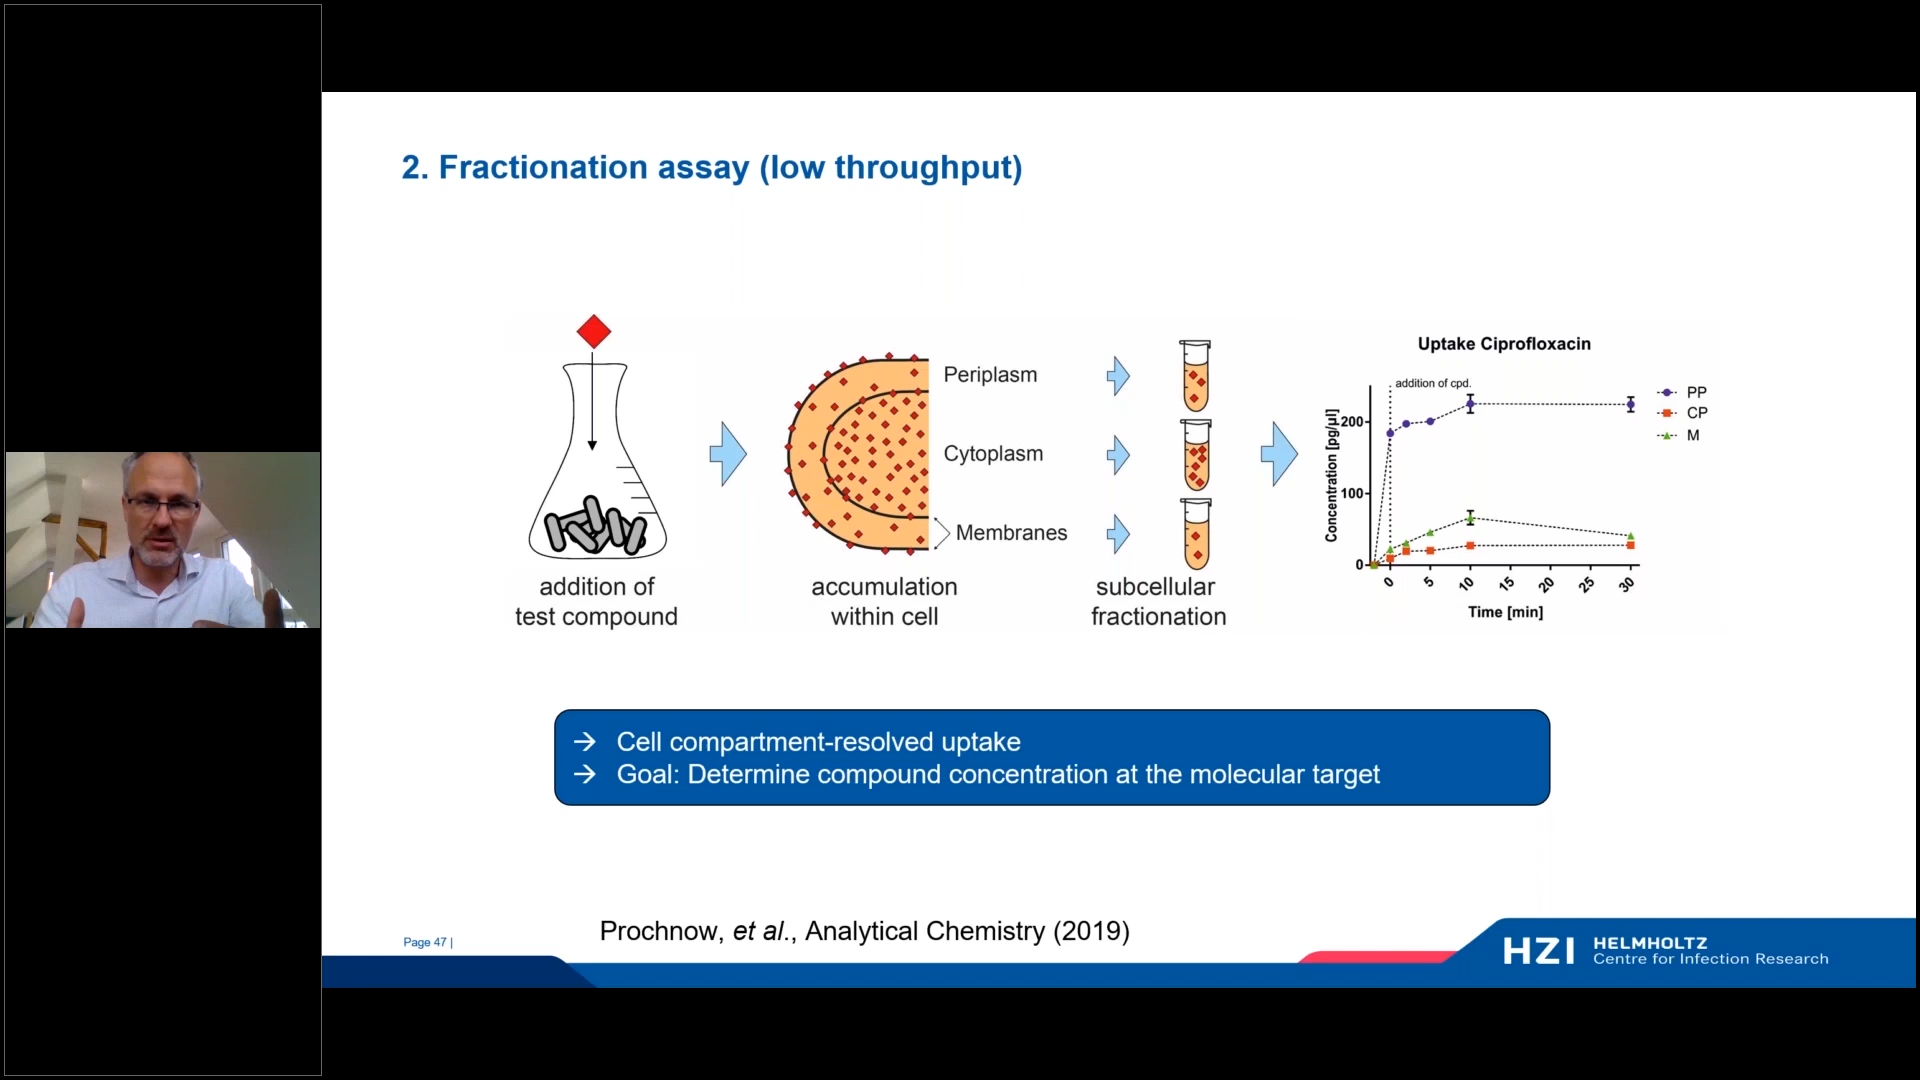 2. Fractionation assay (low throughput)
addition of
test compound
Periplasm
Cytoplasm
Membranes
accumulation
within cell
subcellular
fractionation
Uptake Ciprofloxacin
addition of cpd.
PP
CP
M
Concentration [pg/µl]
200
100
0
0 5 10 15 20 25 30
Time [min]
→ Cell compartment-resolved uptake
→ Goal: Determine compound concentration at the molecular target
Prochnow, et al., Analytical Chemistry (2019)
Page 47 |
HZI HELMHOLTZ
Centre for Infection Research